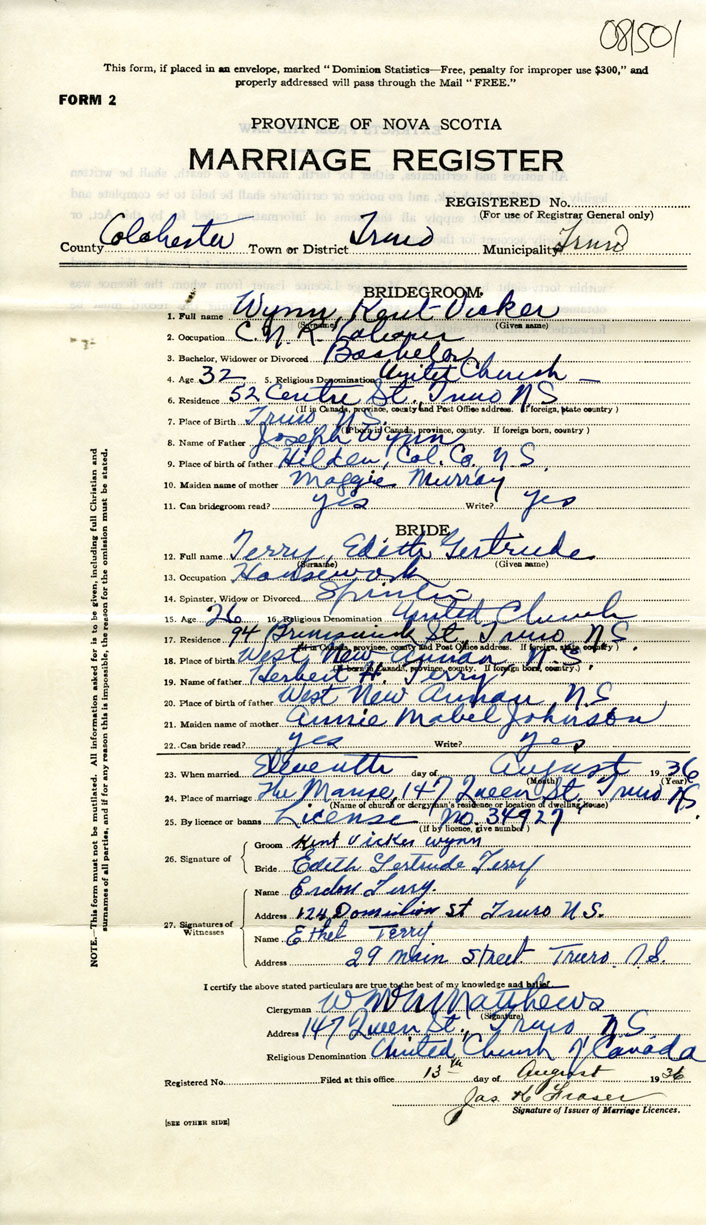 081501
This form, if placed in an envelope, marked "Dominion Statistics—Free, penalty for improper use $300," and
properly addressed will pass through the Mail "FREE."
FORM 2
PROVINCE OF NOVA SCOTIA
MARRIAGE REGISTER
REGISTERED No.
(For use of Registrar General only)
County Colchester Town or District Truro Municipality Truro
BRIDEGROOM
1. Full name Wynn, Kent Vicker
(Surname) (Given name)
2. Occupation C.N.R. Laborer
3. Bachelor, Widower or Divorced Bachelor
4. Age 32 5. Religious Denomination United Church
6. Residence 52 Centre St., Truro NS
(If in Canada, province, county and Post Office address. If foreign, state country)
7. Place of Birth Truro N.S.
(If born in Canada, province, county. If foreign born, country)
8. Name of Father Joseph Wynn
9. Place of birth of father Hilden, Col. Co. N.S.
10. Maiden name of mother Maggie Murray
11. Can bridegroom read? yes Write? yes
BRIDE
12. Full name Terry, Edith Gertrude
(Surname) (Given name)
13. Occupation Housework
14. Spinster, Widow or Divorced Spinster
15. Age 26 16. Religious Denomination United Church
17. Residence 94 Brunswick St., Truro N.S.
(If in Canada, province, county and Post Office address. If foreign, state country)
18. Place of birth West New Annan N.S.
(If born in Canada, province, county. If foreign born, country.)
19. Name of father Herbert H. Terry
20. Place of birth of father West New Annan N.S
21. Maiden name of mother Annie Mabel Johnson
22. Can bride read? yes Write? yes
23. When married Eleventh day of August 1936
(Month) (Year)
24. Place of marriage The Manse, 147 Queen St. Truro NS.
(Name of church or clergyman's residence or location of dwelling house)
25. By licence or banns License No. 34927
(If by licence, give number)
26. Signature of
Groom Kent Vicker Wynn
Bride Edith Gertrude Terry
27. Signatures of Witnesses
Name Erdon Terry.
Address 124 Dominion St Truro N.S.
Name Ethel Terry
Address 29 main street Truro N.S.
I certify the above stated particulars are true to the best of my knowledge and belief.
Clergyman Matthews
(Signature)
Address 147 Queen St., Truro NS
Religious Denomination United Church of Canada
Registered No. Filed at this office 13th day of August 1936
Jas H Fraser
Signature of Issuer of Marriage Licences.
[SEE OTHER SIDE]
NOTE.—This form must not be mutilated. All information asked for is to be given, including full Christian and
surnames of all parties, and if for any reason this is impossible, the reason for the omission must be stated.